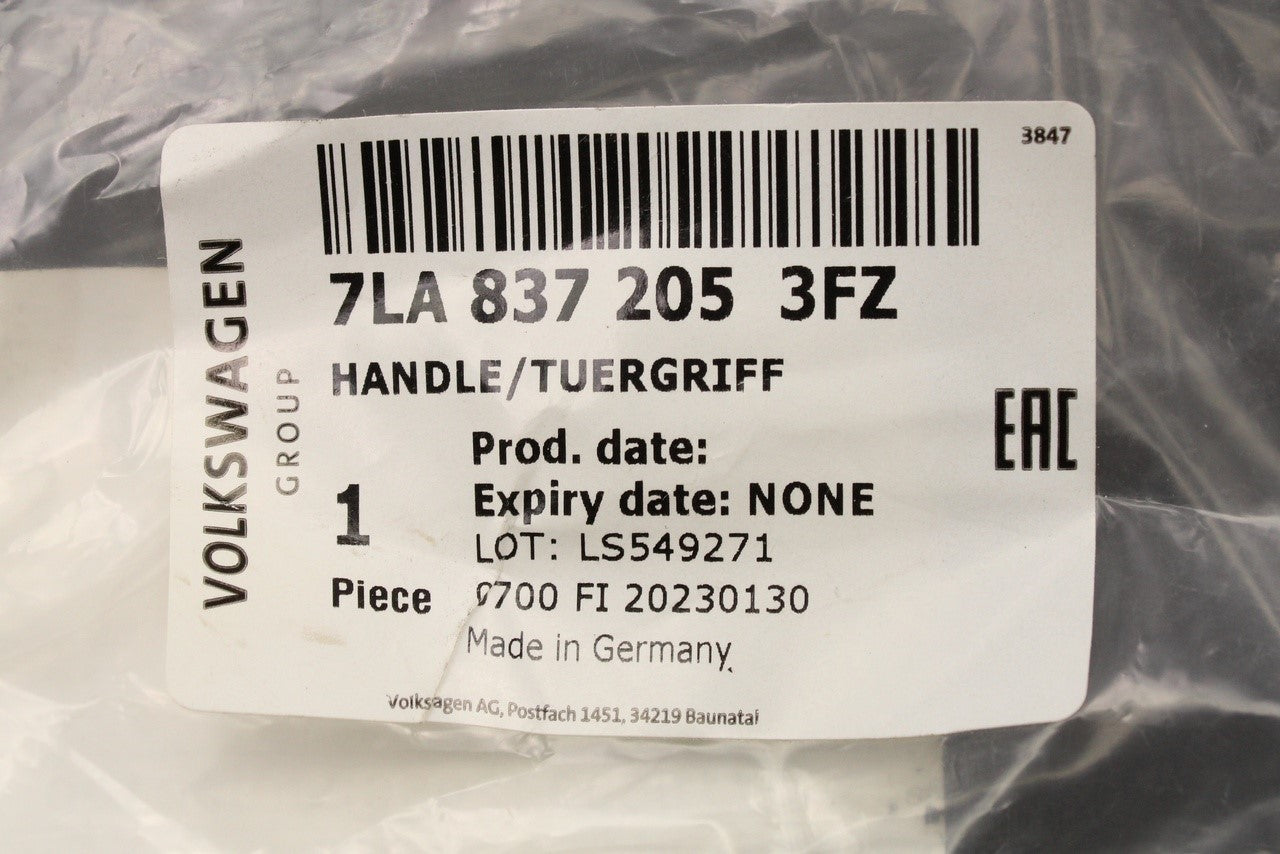 3847
VOLKSWAGEN
GROUP
7LA 837 205 3FZ
HANDLE/TUERGRIFF
EAC
Prod. date:
1
Expiry date: NONE
LOT: LS549271
Piece
0700 FI 20230130
Made in Germany
Volksagen AG, Postfach 1451, 34219 Baunatal